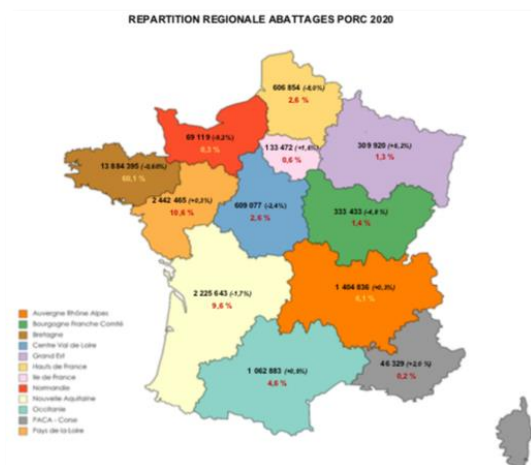 REPARTITION REGIONALE ABATTAGES PORC 2020
606 854 (-8,0%)
2,6 %
69 119 (-9,2%)
0,3 %
133 472 (+1,6%)
0,6 %
309 920 (+6,2%)
1,3 %
13 884 395 (-0,60%)
60,1 %
2 442 465 (+0,3%)
10,6 %
609 077 (-2,4%)
2,6 %
333 433 (-4,8%)
1,4 %
2 225 643 (-1,7%)
9,6 %
1 404 836 (+0,3%)
6,1 %
1 062 883 (+0,8%)
4,6 %
46 329 (+2,0 %)
0,2 %
Auvergne Rhône Alpes
Bourgogne Franche Comté
Bretagne
Centre Val de Loire
Grand Est
Hauts de France
Ile de France
Normandie
Nouvelle Aquitaine
Occitanie
PACA - Corse
Pays de la Loire